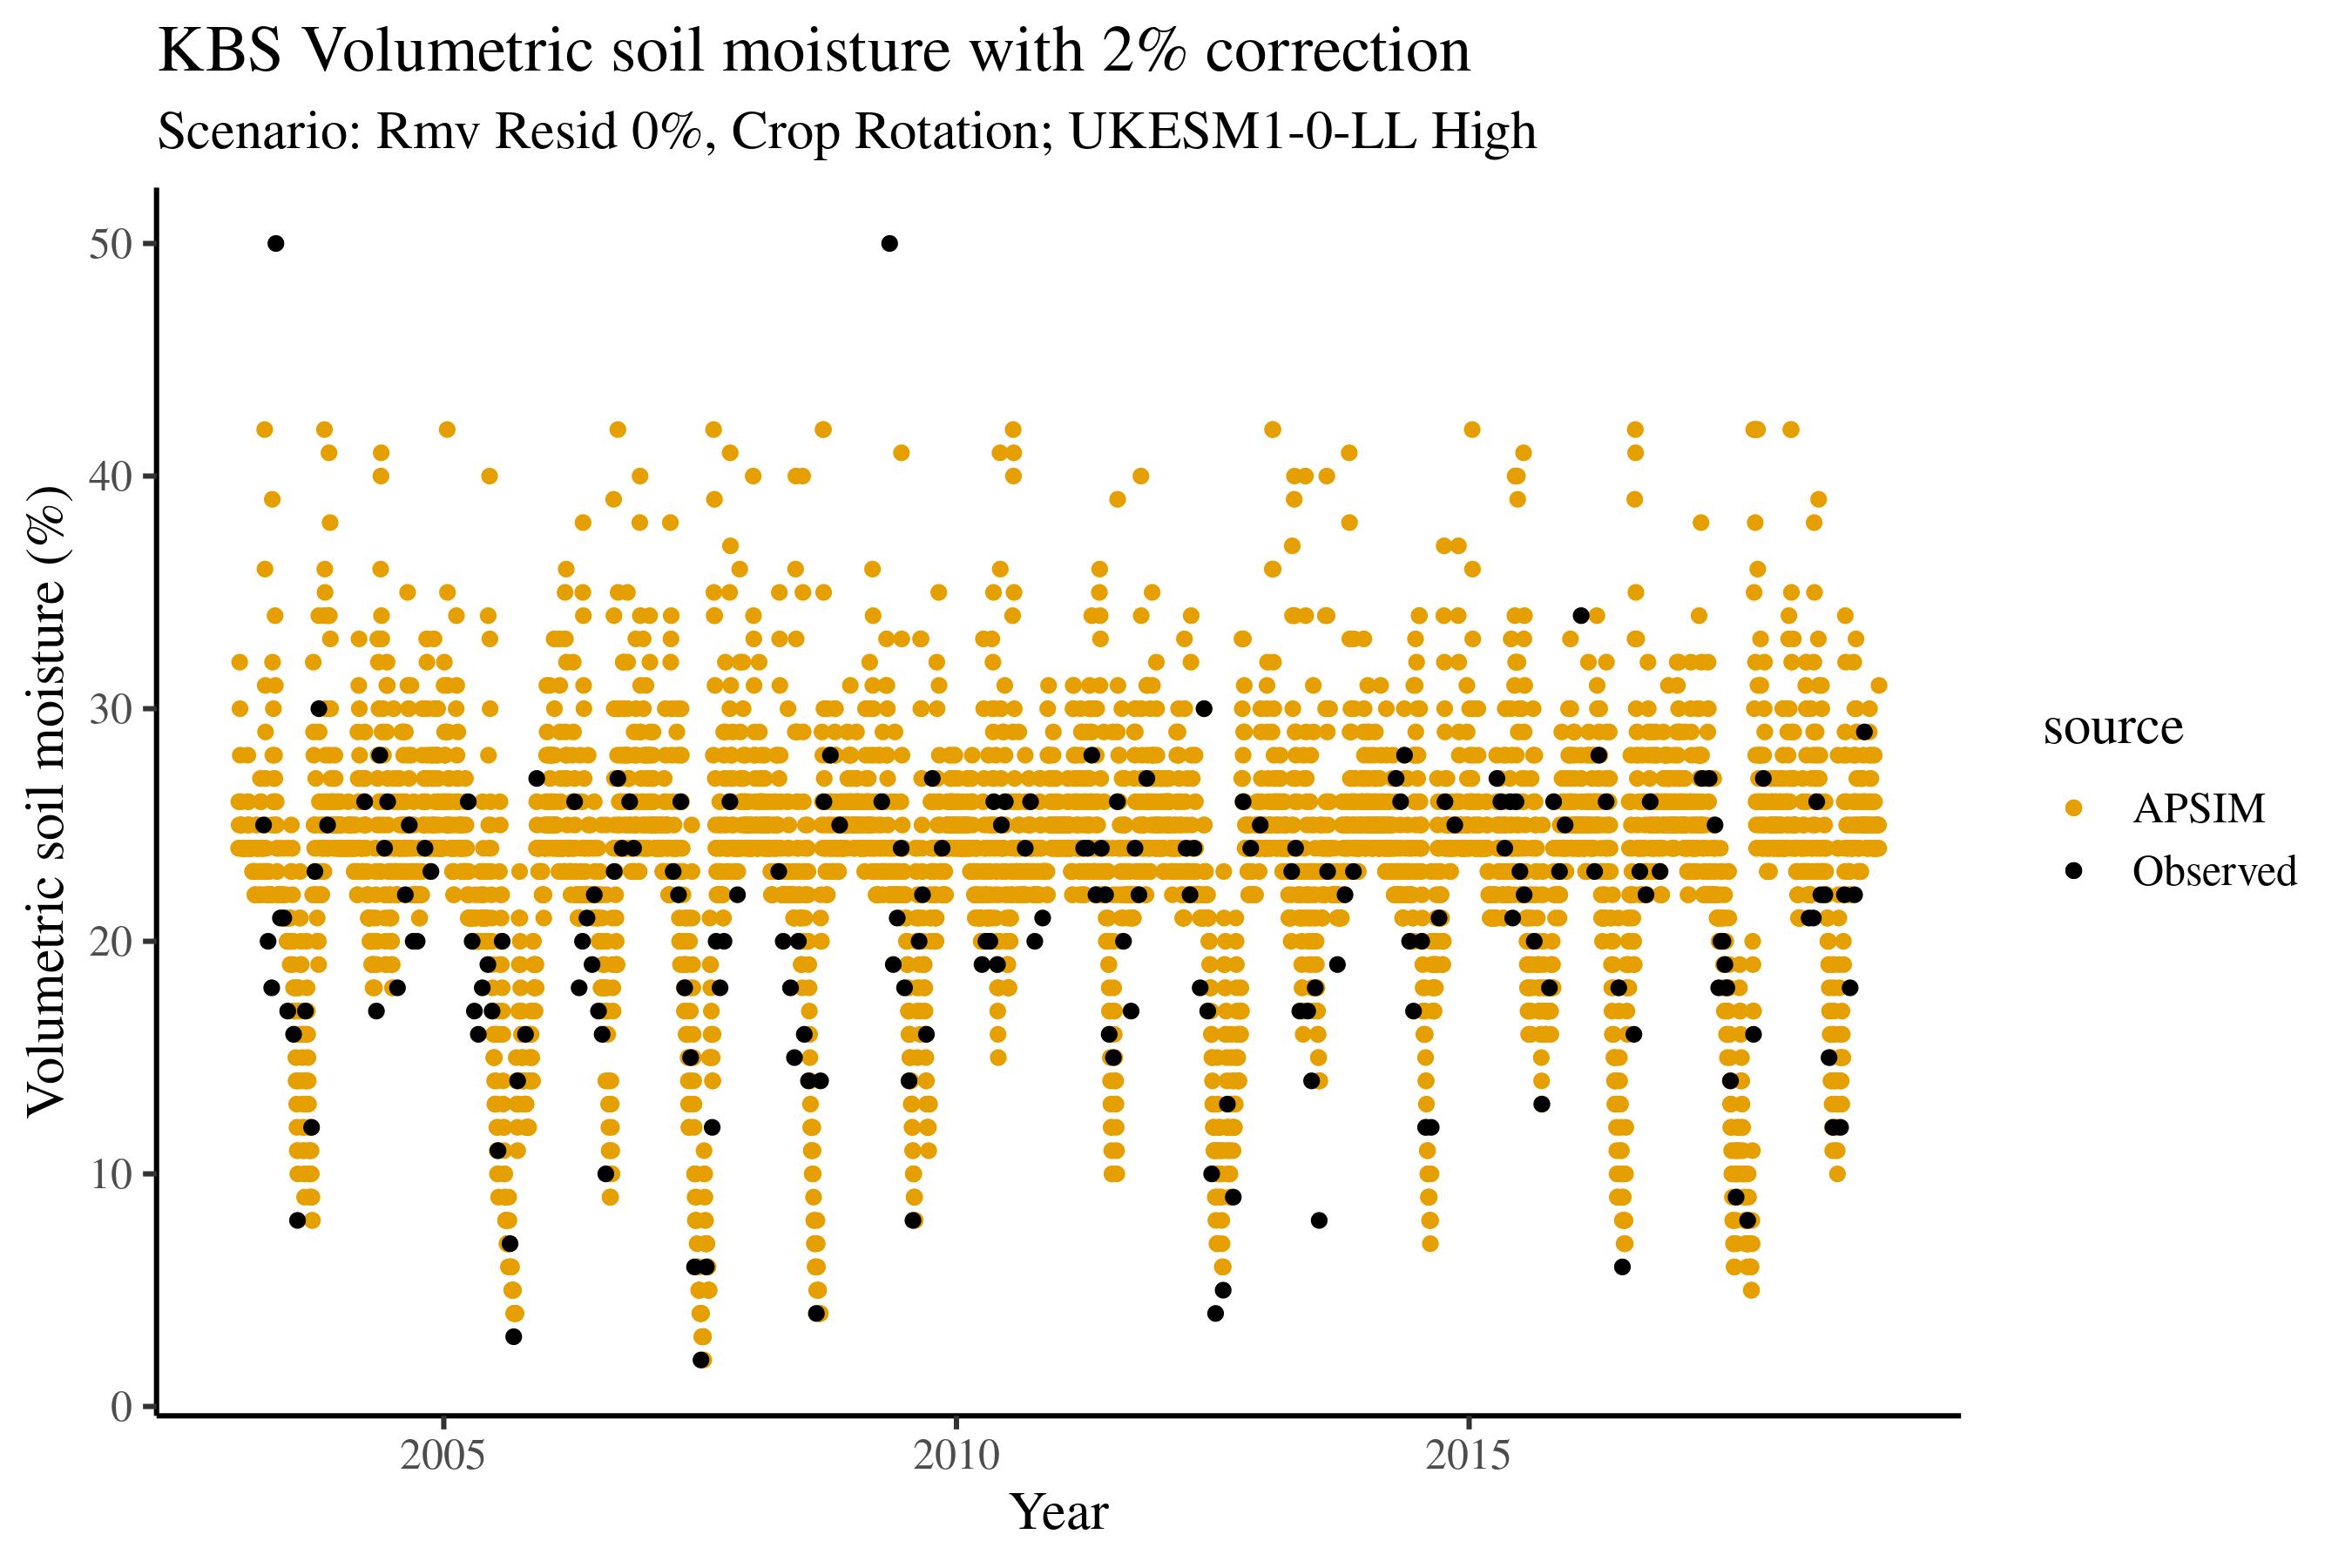 KBS Volumetric soil moisture with 2% correction
Scenario: Rmv Resid 0%, Crop Rotation; UKESM1-0-LL High
50
40
30
20
10
0
Volumetric soil moisture (%)
2005 2010 2015
Year
source
APSIM
Observed